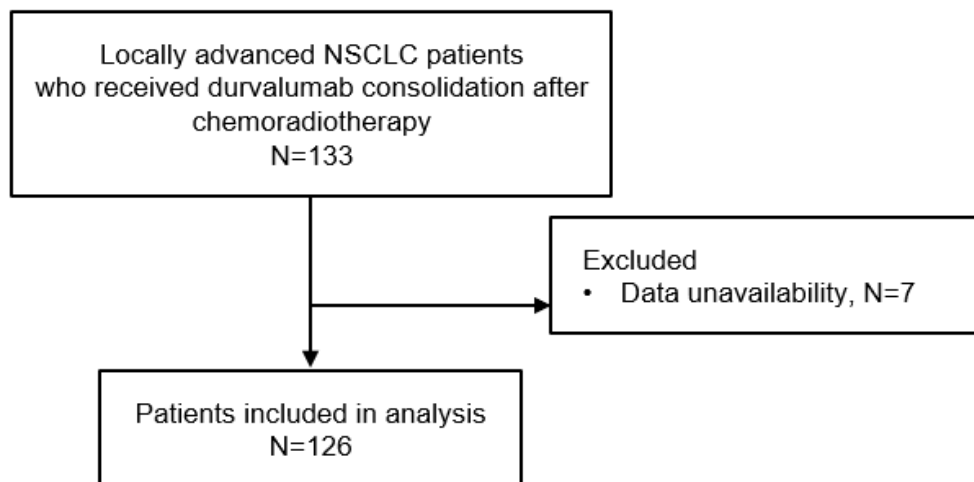 Locally advanced NSCLC patients
who received durvalumab consolidation after
chemoradiotherapy
N=133
Excluded
• Data unavailability, N=7
Patients included in analysis
N=126